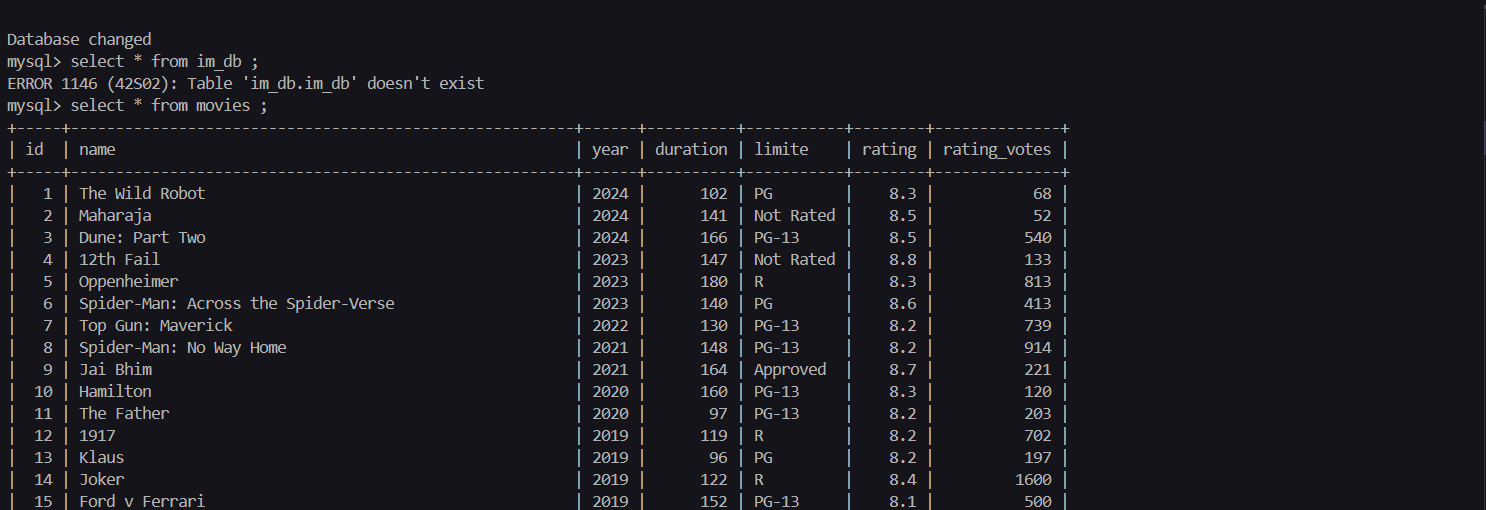 Database changed
mysql> select * from im_db ;
ERROR 1146 (42S02): Table 'im_db.im_db' doesn't exist
mysql> select * from movies ;
+-----+--------------------------------------------------------+------+----------+-----------+--------+--------------+
| id  | name                                                   | year | duration | limite    | rating | rating_votes |
+-----+--------------------------------------------------------+------+----------+-----------+--------+--------------+
|   1 | The Wild Robot                                         | 2024 |      102 | PG        |    8.3 |           68 |
|   2 | Maharaja                                               | 2024 |      141 | Not Rated |    8.5 |           52 |
|   3 | Dune: Part Two                                         | 2024 |      166 | PG-13     |    8.5 |          540 |
|   4 | 12th Fail                                              | 2023 |      147 | Not Rated |    8.8 |          133 |
|   5 | Oppenheimer                                            | 2023 |      180 | R         |    8.3 |          813 |
|   6 | Spider-Man: Across the Spider-Verse                    | 2023 |      140 | PG        |    8.6 |          413 |
|   7 | Top Gun: Maverick                                      | 2022 |      130 | PG-13     |    8.2 |          739 |
|   8 | Spider-Man: No Way Home                                | 2021 |      148 | PG-13     |    8.2 |          914 |
|   9 | Jai Bhim                                               | 2021 |      164 | Approved  |    8.7 |          221 |
|  10 | Hamilton                                               | 2020 |      160 | PG-13     |    8.3 |          120 |
|  11 | The Father                                             | 2020 |       97 | PG-13     |    8.2 |          203 |
|  12 | 1917                                                   | 2019 |      119 | R         |    8.2 |          702 |
|  13 | Klaus                                                  | 2019 |       96 | PG        |    8.2 |          197 |
|  14 | Joker                                                  | 2019 |      122 | R         |    8.4 |         1600 |
|  15 | Ford v Ferrari                                         | 2019 |      152 | PG-13     |    8.1 |          500 |